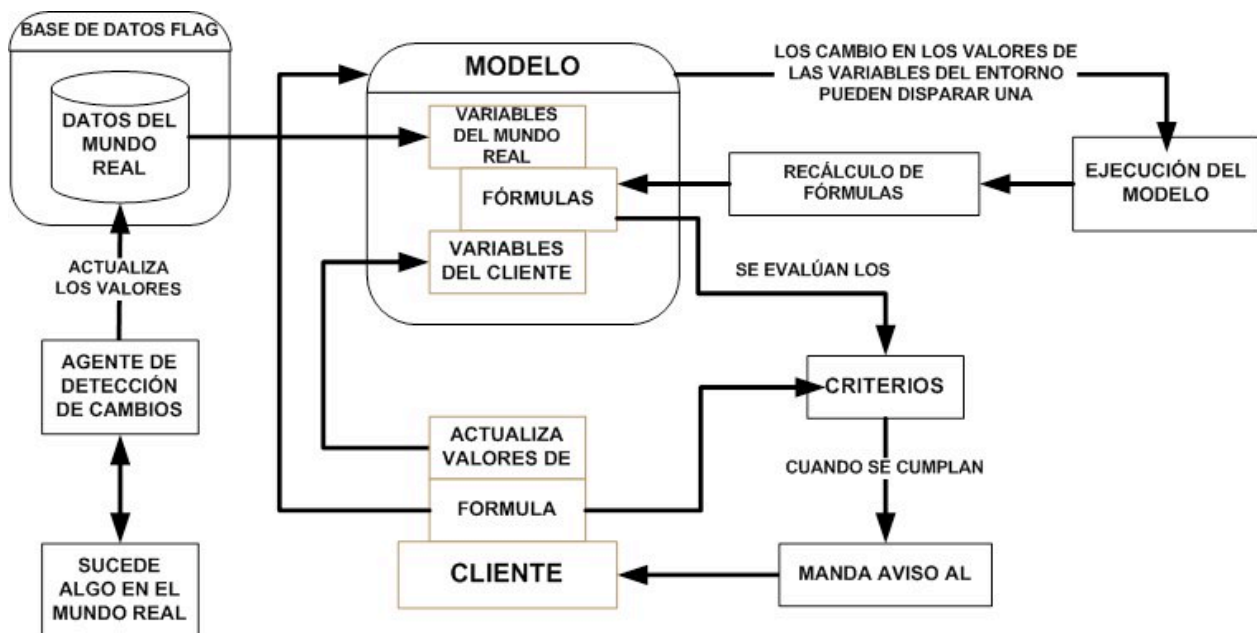 BASE DE DATOS FLAG
DATOS DEL
MUNDO
REAL
ACTUALIZA
LOS VALORES
AGENTE DE
DETECCIÓN
DE CAMBIOS
SUCEDE
ALGO EN EL
MUNDO REAL
MODELO
VARIABLES
DEL MUNDO
REAL
FÓRMULAS
VARIABLES
DEL CLIENTE
LOS CAMBIO EN LOS VALORES DE
LAS VARIABLES DEL ENTORNO
PUEDEN DISPARAR UNA
EJECUCIÓN DEL
MODELO
RECÁLCULO DE
FÓRMULAS
SE EVALÚAN LOS
CRITERIOS
CUANDO SE CUMPLAN
MANDA AVISO AL
ACTUALIZA
VALORES DE
FORMULA
CLIENTE